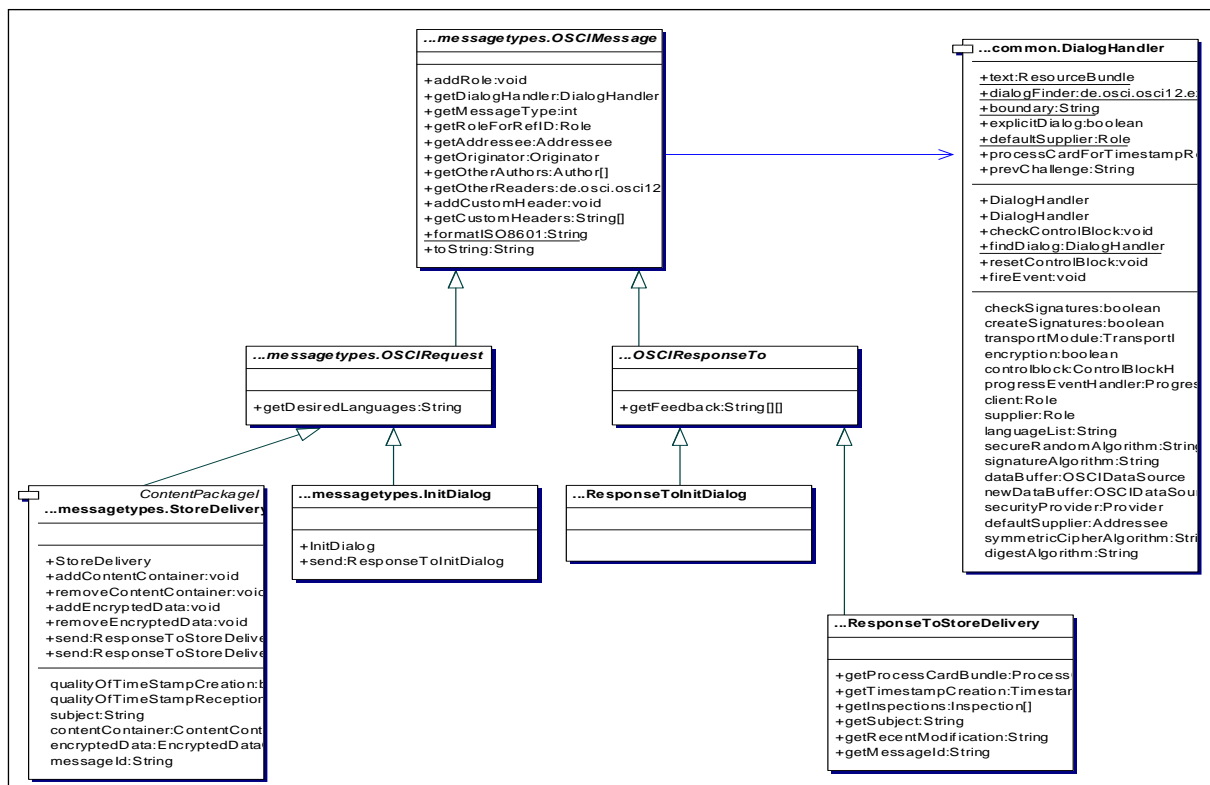 ...messagetypes.OSCIMessage
+addRole:void
+getDialogHandler:DialogHandler
+getMessageType:int
+getRoleForRefID:Role
+getAddressee:Addressee
+getOriginator:Originator
+getOtherAuthors:Author[]
+getOtherReaders:de.osci.osci12
+addCustomHeader:void
+getCustomHeaders:String[]
+formatISO8601:String
+toString:String
...common.DialogHandler
+text:ResourceBundle
+dialogFinder:de.osci.osci12.e
+boundary:String
+explicitDialog:boolean
+defaultSupplier:Role
+processCardForTimestampR
+prevChallenge:String
+DialogHandler
+DialogHandler
+checkControlBlock:void
+findDialog:DialogHandler
+resetControlBlock:void
+fireEvent:void
checkSignatures:boolean
createSignatures:boolean
transportModule:TransportI
encryption:boolean
controlblock:ControlBlockH
progressEventHandler:Progres
client:Role
supplier:Role
languageList:String
secureRandomAlgorithm:String
signatureAlgorithm:String
dataBuffer:OSCIDataSource
newDataBuffer:OSCIDataSou
securityProvider:Provider
defaultSupplier:Addressee
symmetricCipherAlgorithm:Stri
digestAlgorithm:String
...messagetypes.OSCIRequest
+getDesiredLanguages:String
...OSCIResponseTo
+getFeedback:String[][]
ContentPackageI
...messagetypes.StoreDelivery
+StoreDelivery
+addContentContainer:void
+removeContentContainer:void
+addEncryptedData:void
+removeEncryptedData:void
+send:ResponseToStoreDelive
+send:ResponseToStoreDelive
qualityOfTimeStampCreation:b
qualityOfTimeStampReception
subject:String
contentContainer:ContentCont
encryptedData:EncryptedData
messageId:String
...messagetypes.InitDialog
+InitDialog
+send:ResponseToInitDialog
...ResponseToInitDialog
...ResponseToStoreDelivery
+getProcessCardBundle:Process
+getTimestampCreation:Timestar
+getInspections:Inspection[]
+getSubject:String
+getRecentModification:String
+getMessageId:String